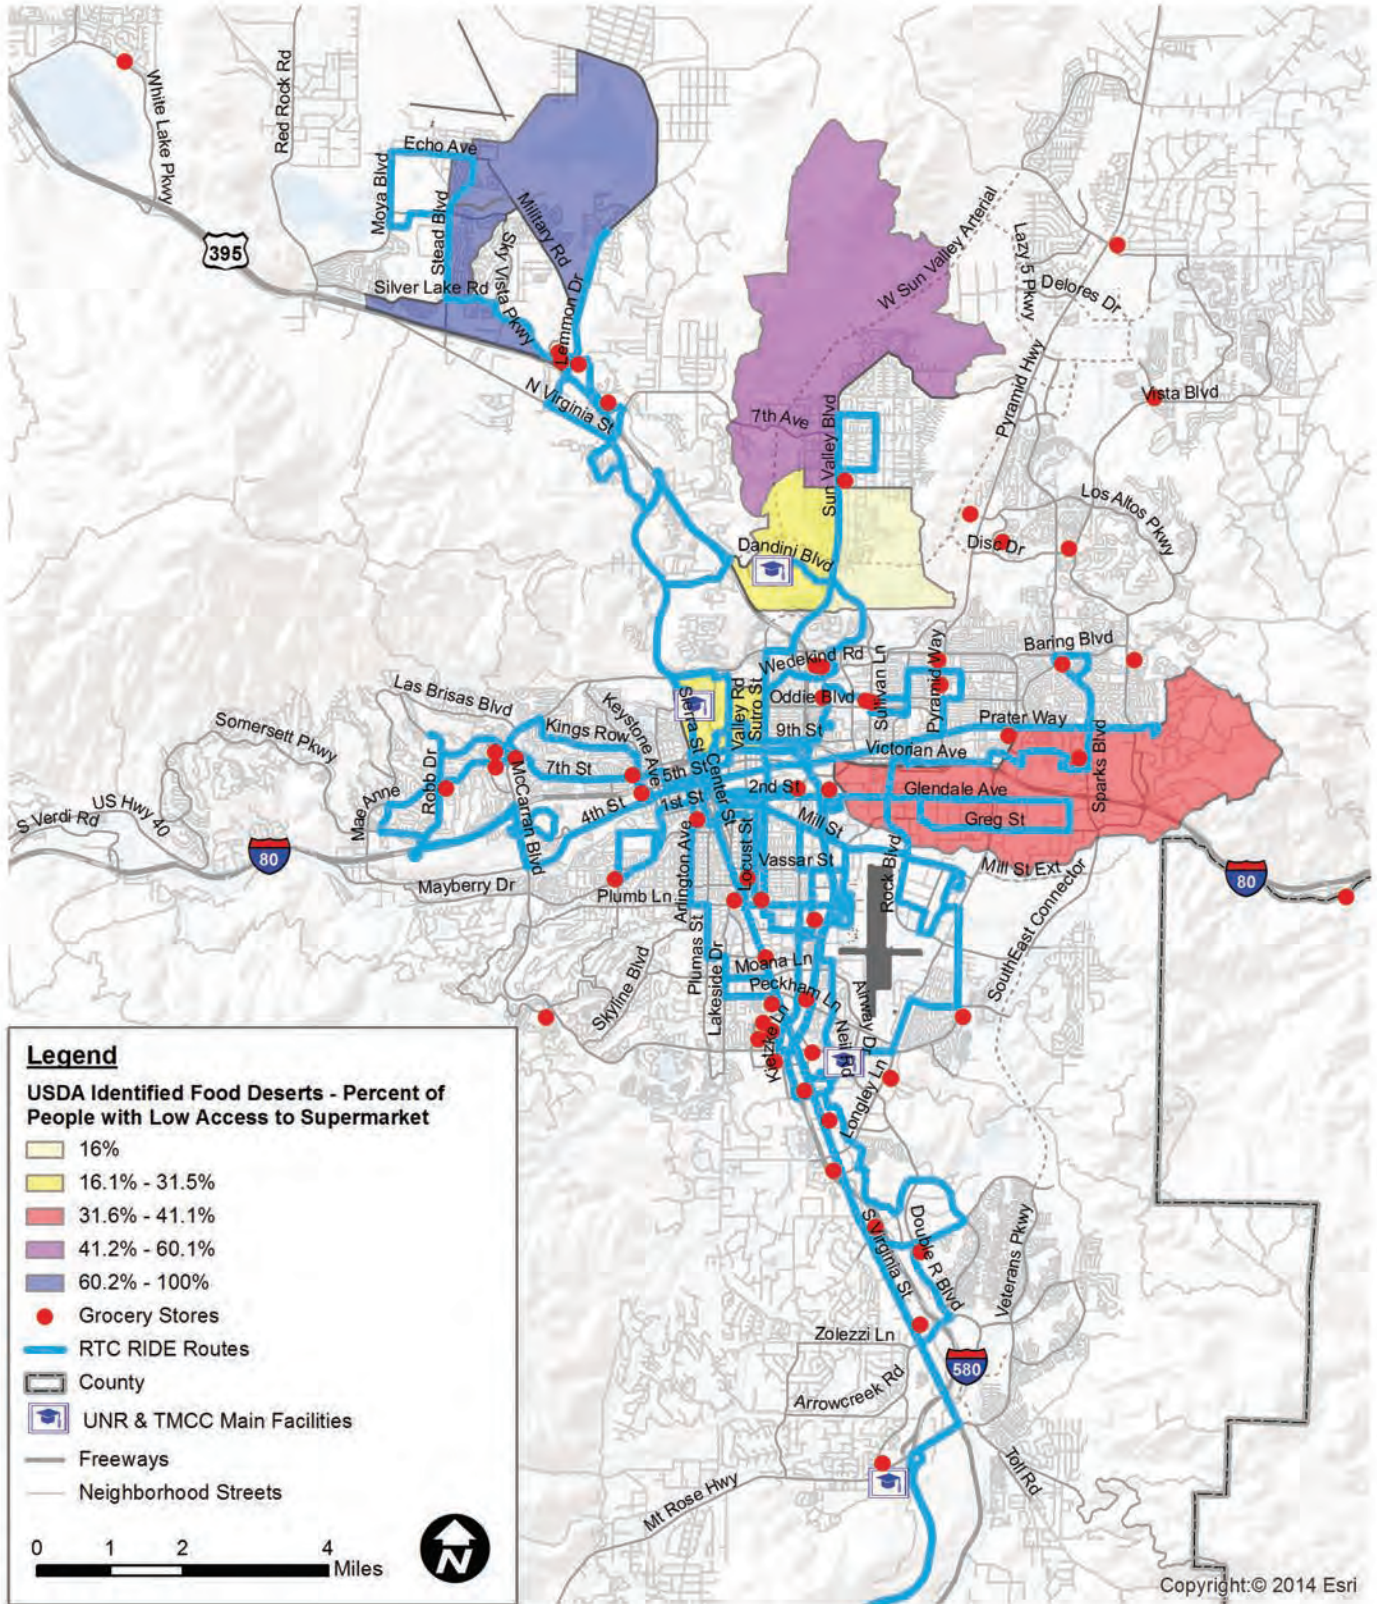 White Lake Pkwy
Red Rock Rd
395
Echo Ave
Moya Blvd
Stead Blvd
Military Rd
Sky Vista Pkwy
Silver Lake Rd
Lemmon Dr
N Virginia St
W Sun Valley Arterial
Lazy 5 Pkwy
Delores Dr
Pyramid Hwy
Vista Blvd
7th Ave
Sun Valley Blvd
Los Altos Pkwy
Disc Dr
Dandini Blvd
Wedekind Rd
Baring Blvd
Las Brisas Blvd
Somersett Pkwy
Keystone Ave
Kings Row
Sierra St
Valley Rd
Sutro St
Oddie Blvd
Sullivan Ln
Pyramid Way
9th St
Prater Way
Victorian Ave
Robb Dr
McCarran Blvd
7th St
5th St
Center St
2nd St
Glendale Ave
Sparks Blvd
US Hwy 40
S Verdi Rd
Mae Anne
4th St
1st St
Mill St
Greg St
80
Mayberry Dr
Plumb Ln
Arlington Ave
Locust St
Vassar St
Rock Blvd
Mill St Ext
80
SouthEast Connector
Skyline Blvd
Plumas St
Lakeside Dr
Moana Ln
Peckham Ln
Airway Dr
Neil Rd
Kietzke Ln
Longley Ln
S Virginia St
Double R Blvd
Veterans Pkwy
Zolezzi Ln
580
Arrowcreek Rd
Mt Rose Hwy
Toll Rd
Legend
USDA Identified Food Deserts - Percent of
People with Low Access to Supermarket
16%
16.1% - 31.5%
31.6% - 41.1%
41.2% - 60.1%
60.2% - 100%
Grocery Stores
RTC RIDE Routes
County
UNR & TMCC Main Facilities
Freeways
Neighborhood Streets
0 1 2 4
Miles
N
Copyright:© 2014 Esri